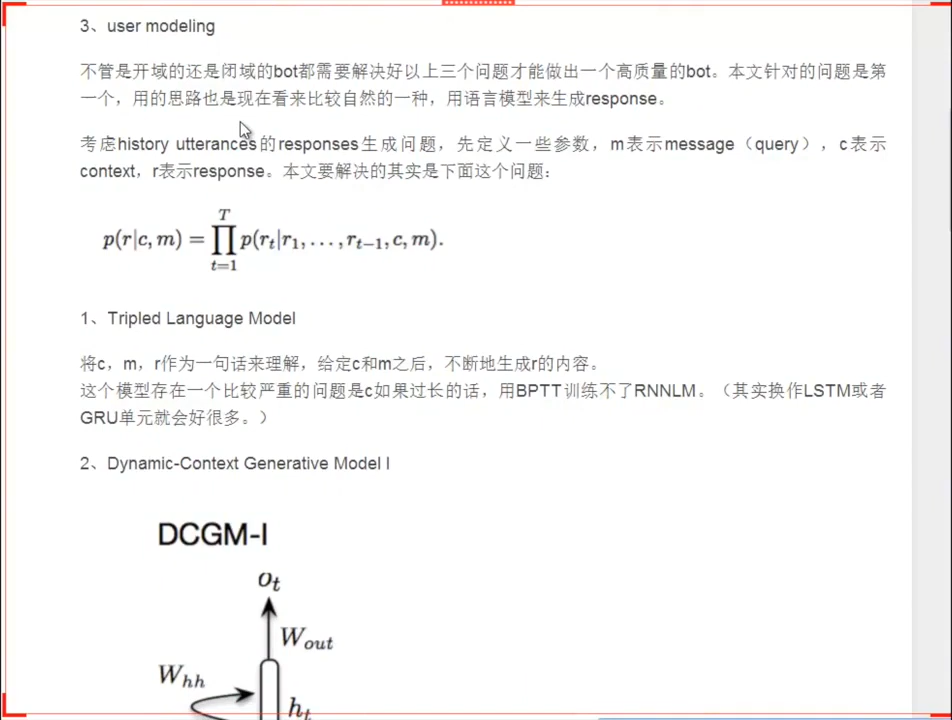 3、user modeling
不管是开域的还是闭域的bot都需要解决好以上三个问题才能做出一个高质量的bot。本文针对的问题是第
一个，用的思路也是现在看来比较自然的一种，用语言模型来生成response。
考虑history utterances的responses生成问题，先定义一些参数，m表示message（query），c表示
context，r表示response。本文要解决的其实是下面这个问题：
p(r|c, m) = ∏_{t=1}^{T} p(r_t|r_1, . . . , r_{t−1}, c, m).
1、Tripled Language Model
将c，m，r作为一句话来理解，给定c和m之后，不断地生成r的内容。
这个模型存在一个比较严重的问题是c如果过长的话，用BPTT训练不了RNNLM。（其实换作LSTM或者
GRU单元就会好很多。）
2、Dynamic-Context Generative Model I
DCGM-I
o_t
W_out
W_hh
h_t